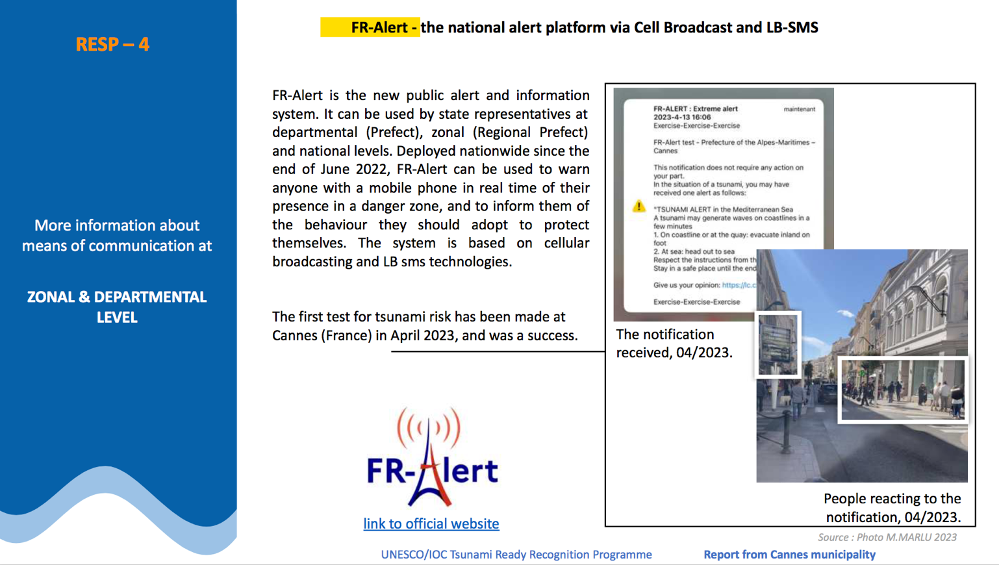 RESP – 4
More information about
means of communication at
ZONAL & DEPARTMENTAL
LEVEL
FR-Alert - the national alert platform via Cell Broadcast and LB-SMS
FR-Alert is the new public alert and information
system. It can be used by state representatives at
departmental (Prefect), zonal (Regional Prefect)
and national levels. Deployed nationwide since the
end of June 2022, FR-Alert can be used to warn
anyone with a mobile phone in real time of their
presence in a danger zone, and to inform them of
the behaviour they should adopt to protect
themselves. The system is based on cellular
broadcasting and LB sms technologies.
The first test for tsunami risk has been made at
Cannes (France) in April 2023, and was a success.
FR-Alert
link to official website
FR-ALERT : Extreme alert maintenant
2023-4-13 16:06
Exercise-Exercise-Exercise
FR-Alert test - Prefecture of the Alpes-Maritimes –
Cannes
This notification does not require any action on
your part.
In the situation of a tsunami, you may have
received one alert as follows:
"TSUNAMI ALERT in the Mediterranean Sea
A tsunami may generate waves on coastlines in a
few minutes
1. On coastline or at the quay: evacuate inland on
foot
2. At sea: head out to sea
Respect the instructions from th
Stay in a safe place until the end
Give us your opinion: https://lc.c
Exercise-Exercise-Exercise
The notification
received, 04/2023.
People reacting to the
notification, 04/2023.
Source : Photo M.MARLU 2023
UNESCO/IOC Tsunami Ready Recognition Programme
Report from Cannes municipality